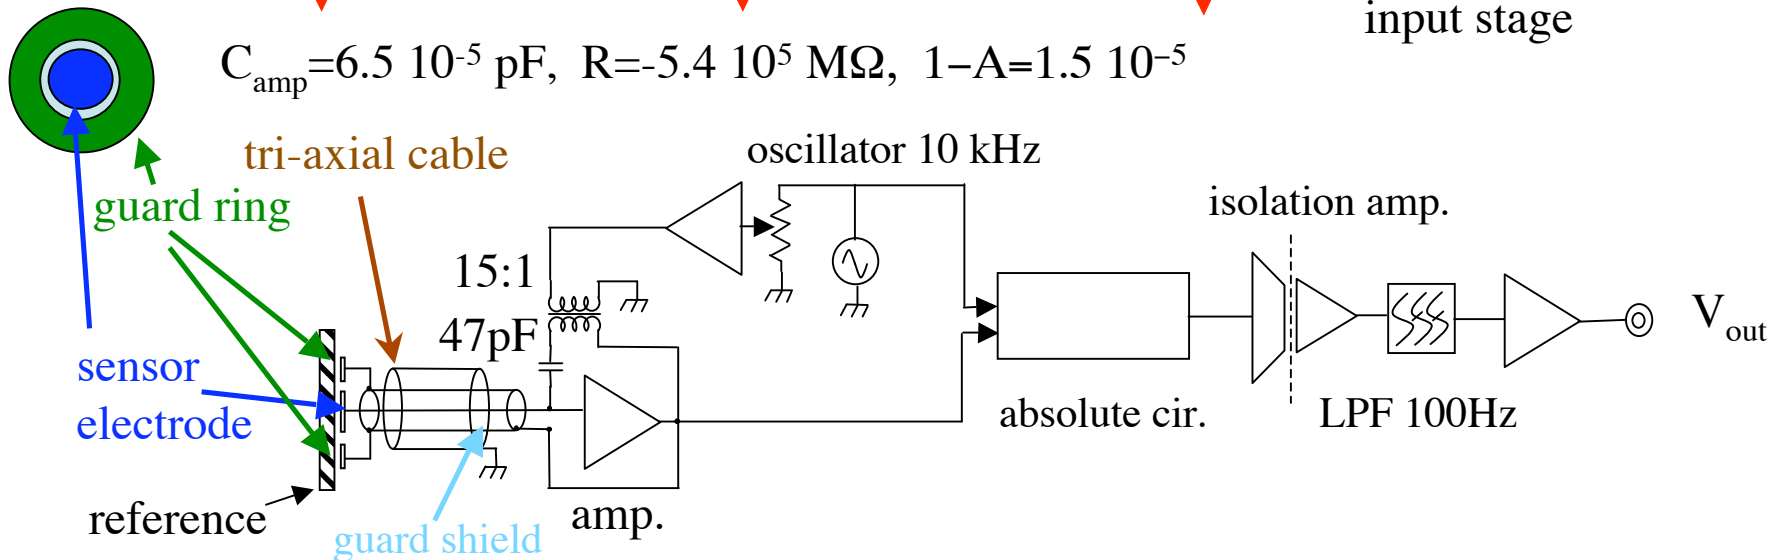 input stage
C_amp=6.5 10⁻⁵ pF, R=-5.4 10⁵ MΩ, 1−A=1.5 10⁻⁵
tri-axial cable
oscillator 10 kHz
guard ring
isolation amp.
15:1
47pF
V_out
sensor
electrode
absolute cir.
LPF 100Hz
reference
amp.
guard shield